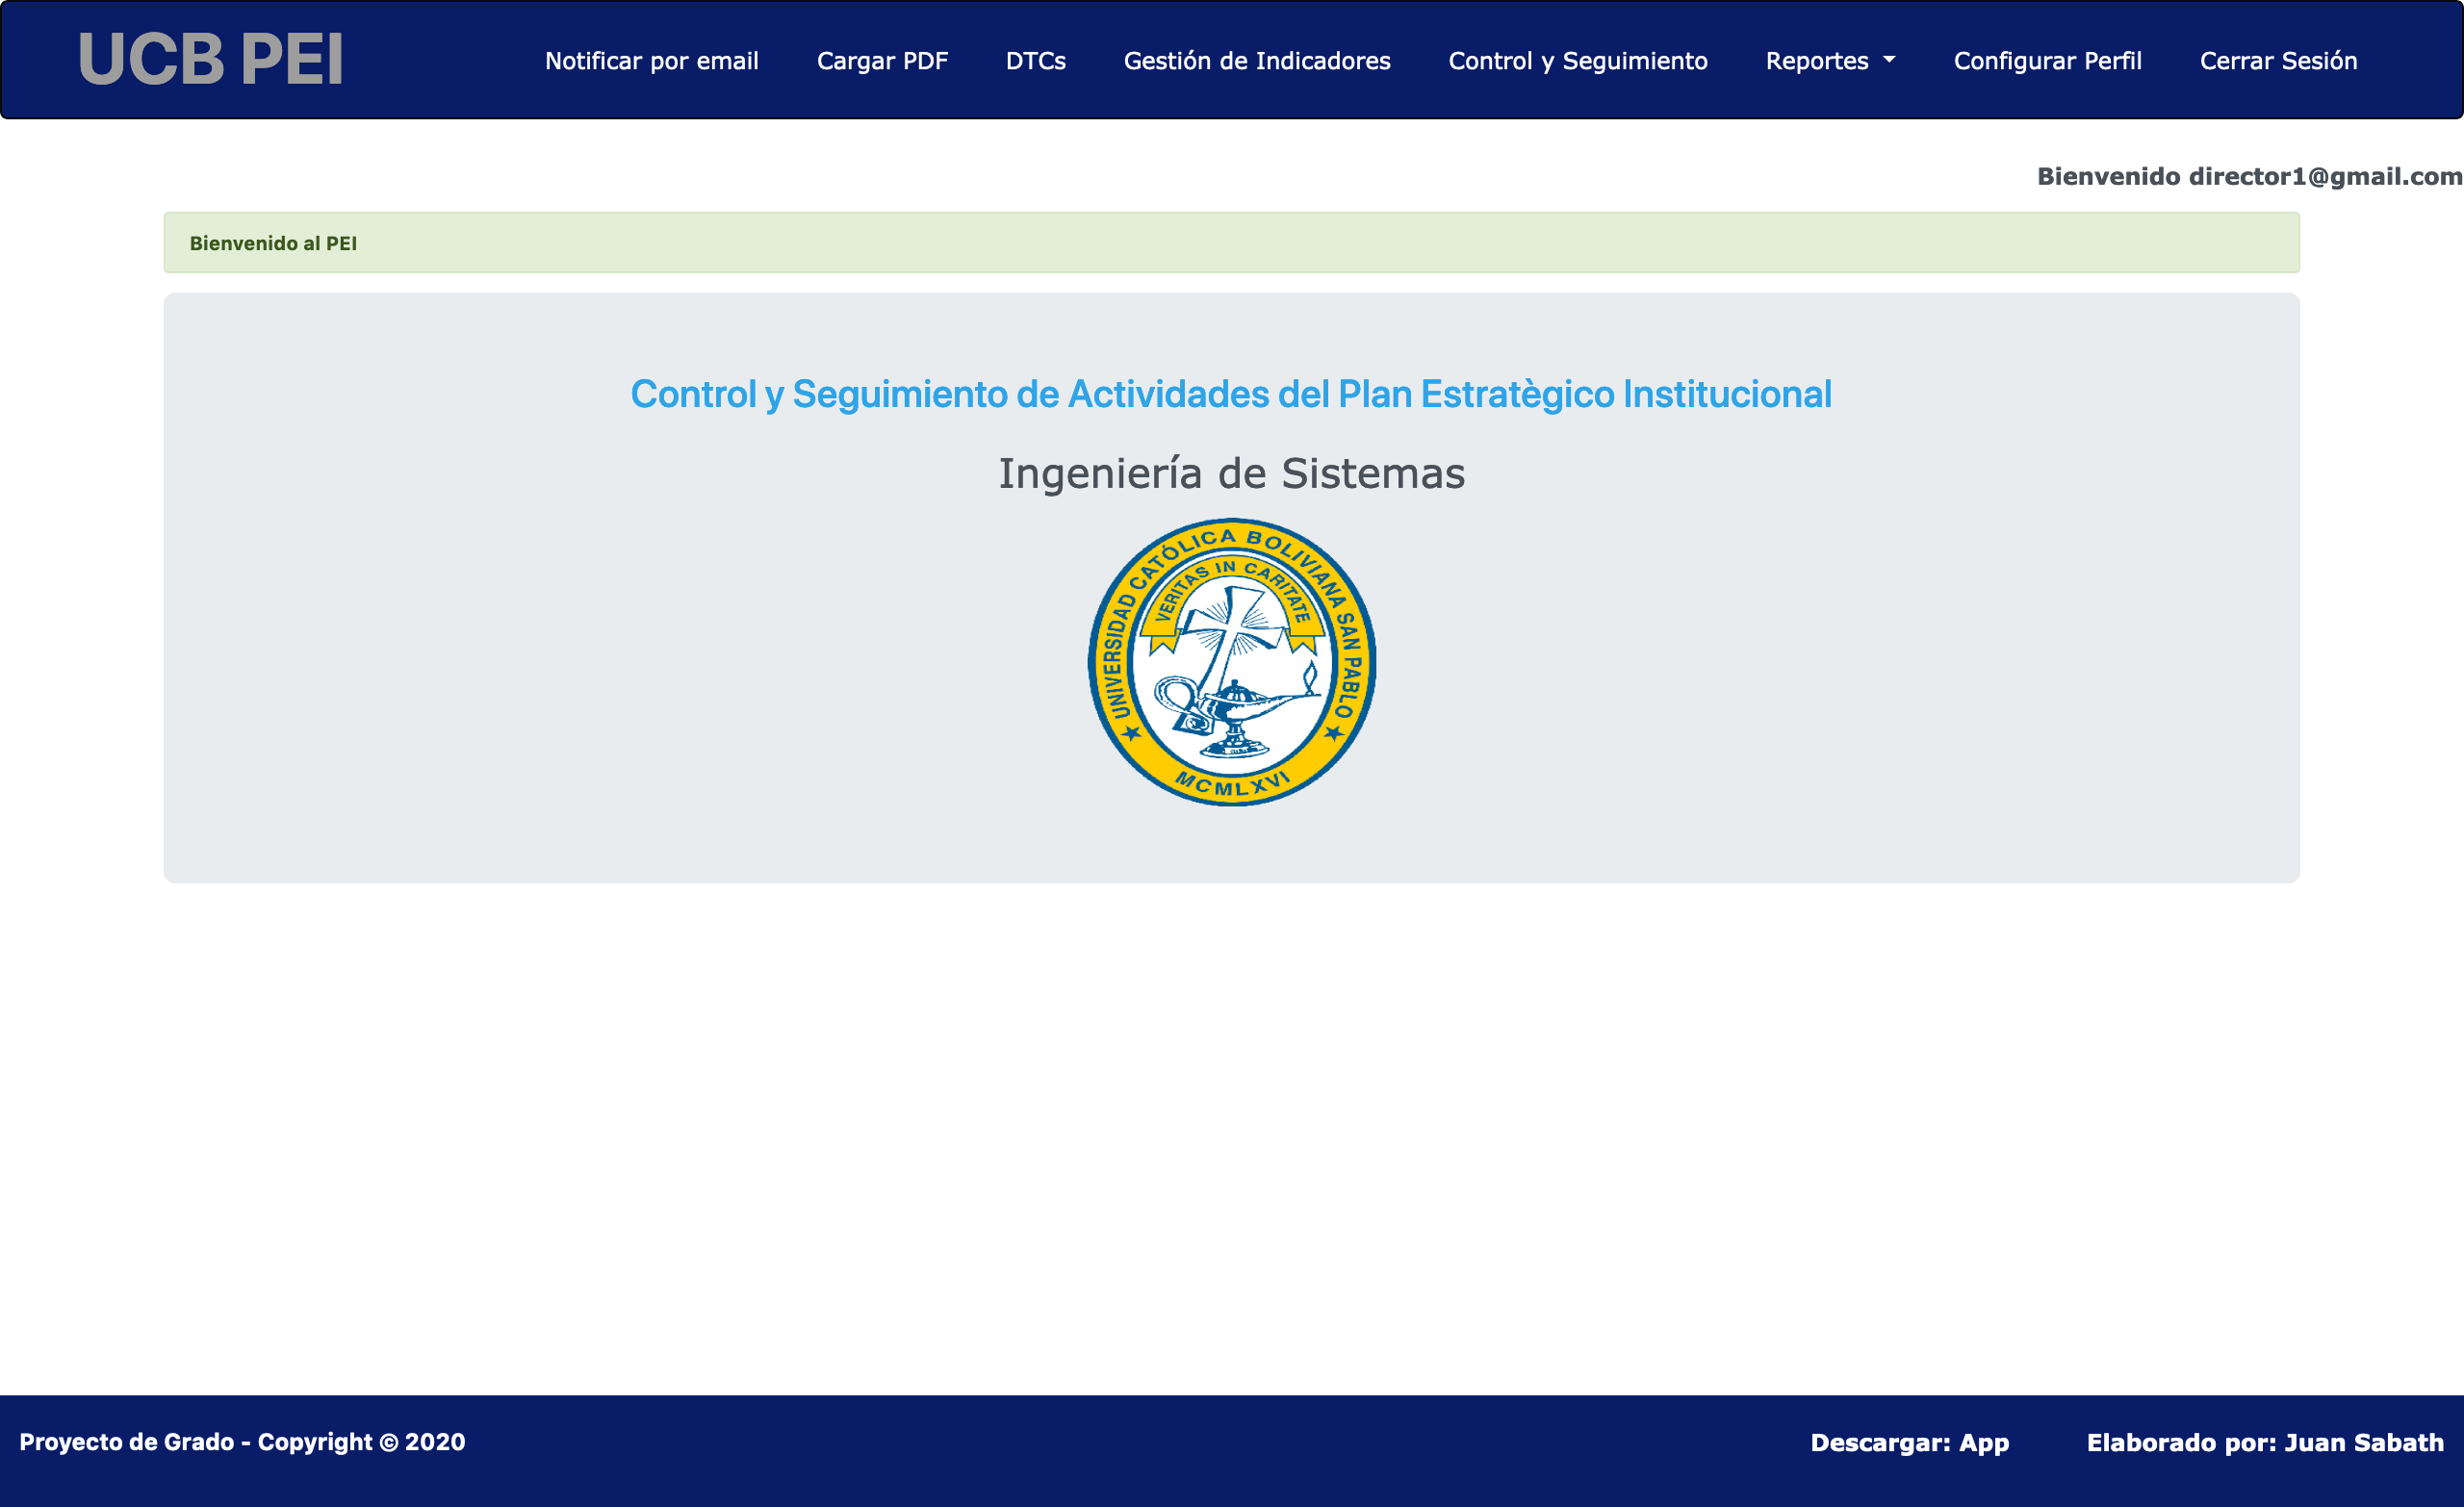 UCB PEI
Notificar por email
Cargar PDF
DTCs
Gestión de Indicadores
Control y Seguimiento
Reportes
Configurar Perfil
Cerrar Sesión
Bienvenido director1@gmail.com
Bienvenido al PEI
Control y Seguimiento de Actividades del Plan Estratègico Institucional
Ingeniería de Sistemas
UNIVERSIDAD CATÓLICA BOLIVIANA SAN PABLO
VERITAS IN CARITATE
MCMLXVI
Proyecto de Grado - Copyright © 2020
Descargar: App
Elaborado por: Juan Sabath